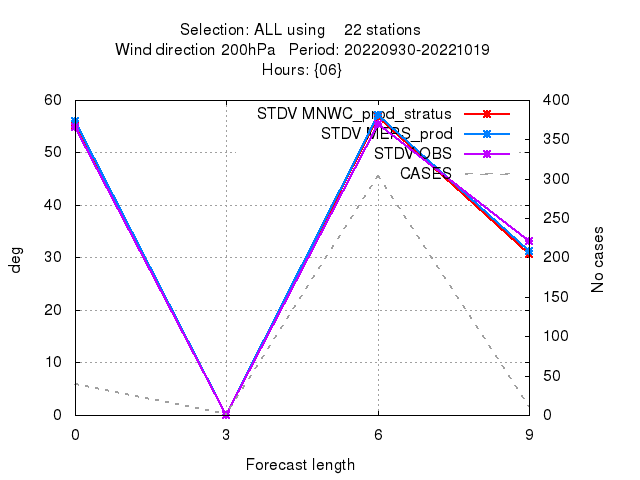 Selection: ALL using 22 stations
Wind direction 200hPa Period: 20220930-20221019
Hours: {06}
60 400
STDV MNWC_prod_stratus
50 350
STDV MEPS_prod
STDV OBS
CASES
40 300
250
30 200
20 150
10 100
50
0 0
deg
No cases
0 3 6 9
Forecast length